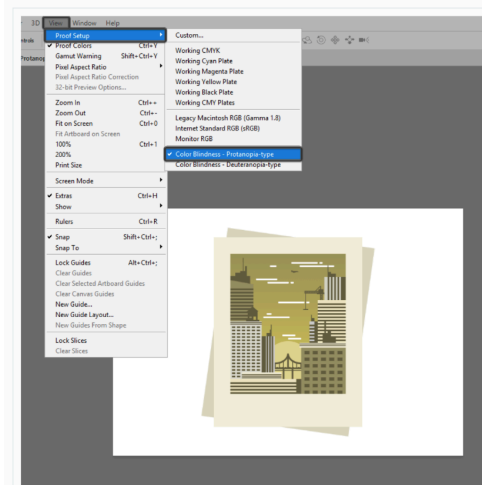 3D View Window Help
Proof Setup
Proof Colors Ctrl+Y
Gamut Warning Shift+Ctrl+Y
Pixel Aspect Ratio
Pixel Aspect Ratio Correction
32-bit Preview Options...
Zoom In Ctrl++
Zoom Out Ctrl+-
Fit on Screen Ctrl+0
Fit Artboard on Screen
100% Ctrl+1
200%
Print Size
Screen Mode
Extras Ctrl+H
Show
Rulers Ctrl+R
Snap Shift+Ctrl+;
Snap To
Lock Guides Alt+Ctrl+;
Clear Guides
Clear Selected Artboard Guides
Clear Canvas Guides
New Guide...
New Guide Layout...
New Guides From Shape
Lock Slices
Clear Slices
Custom...
Working CMYK
Working Cyan Plate
Working Magenta Plate
Working Yellow Plate
Working Black Plate
Working CMY Plates
Legacy Macintosh RGB (Gamma 1.8)
Internet Standard RGB (sRGB)
Monitor RGB
Color Blindness - Protanopia-type
Color Blindness - Deuteranopia-type